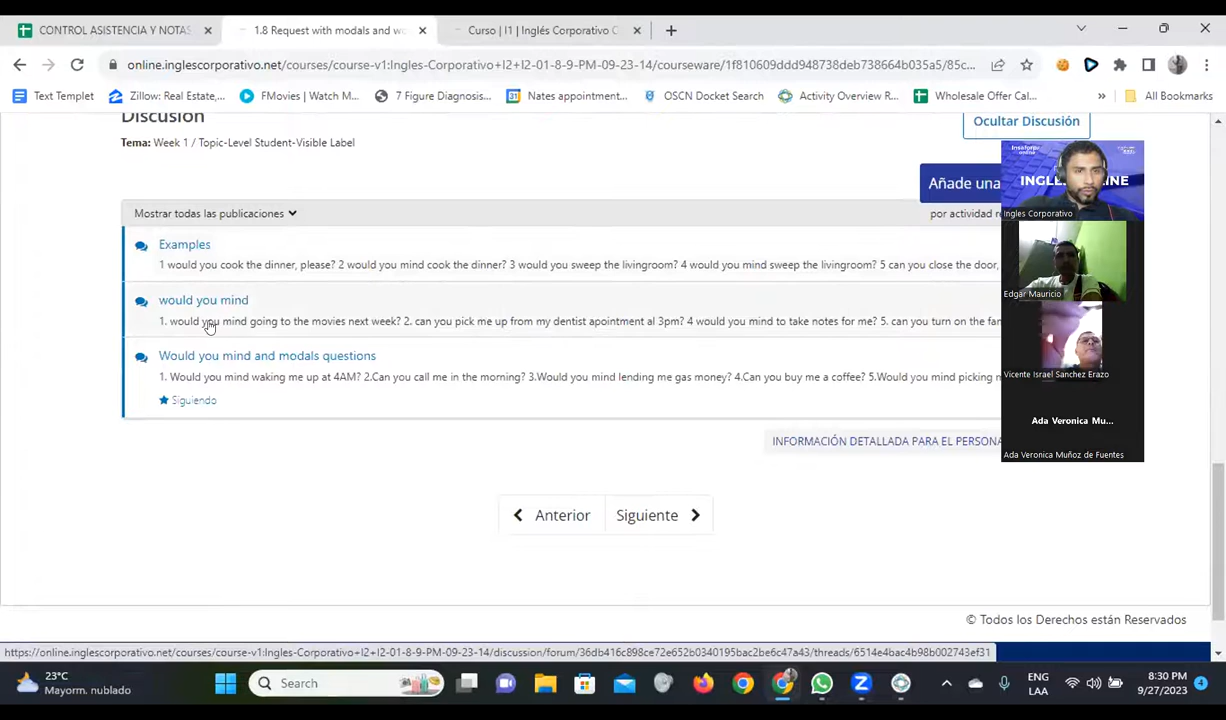 CONTROL ASISTENCIA Y NOTAS
1.8 Request with modals and wo
Curso | I1 | Inglés Corporativo
online.inglescorporativo.net/courses/course-v1:Ingles-Corporativo+I2+I2-01-8-9-PM-09-23-14/courseware/1f810609ddd948738deb738664b035a5/85c...
Text Templet
Zillow: Real Estate,...
FMovies | Watch M...
7 Figure Diagnosis...
Nates appointment...
OSCN Docket Search
Activity Overview R...
Wholesale Offer Cal...
»
All Bookmarks
Discusión
Ocultar Discusión
Tema: Week 1 / Topic-Level Student-Visible Label
Añade una
Mostrar todas las publicaciones
por actividad
Examples
1 would you cook the dinner, please? 2 would you mind cook the dinner? 3 would you sweep the livingroom? 4 would you mind sweep the livingroom? 5 can you close the door,
would you mind
1. would you mind going to the movies next week? 2. can you pick me up from my dentist apointment al 3pm? 4 would you mind to take notes for me? 5. can you turn on the fan
Would you mind and modals questions
1. Would you mind waking me up at 4AM? 2.Can you call me in the morning? 3.Would you mind lending me gas money? 4.Can you buy me a coffee? 5.Would you mind picking
Siguiendo
INFORMACIÓN DETALLADA PARA EL PERSONA
Anterior
Siguiente
INGLE
INE
Ingles Corporativo
Edgar Mauricio
Vicente Israel Sanchez Erazo
Ada Veronica Mu...
Ada Veronica Muñoz de Fuentes
© Todos los Derechos están Reservados
https://online.inglescorporativo.net/courses/course-v1:Ingles-Corporativo+I2+I2-01-8-9-PM-09-23-14/discussion/forum/36db416c898ce72e652b0340195bac2be6c47a43/threads/6514e4bac4b98b002743ef31
23°C
Mayorm. nublado
Search
ENG
LAA
8:30 PM
9/27/2023
4